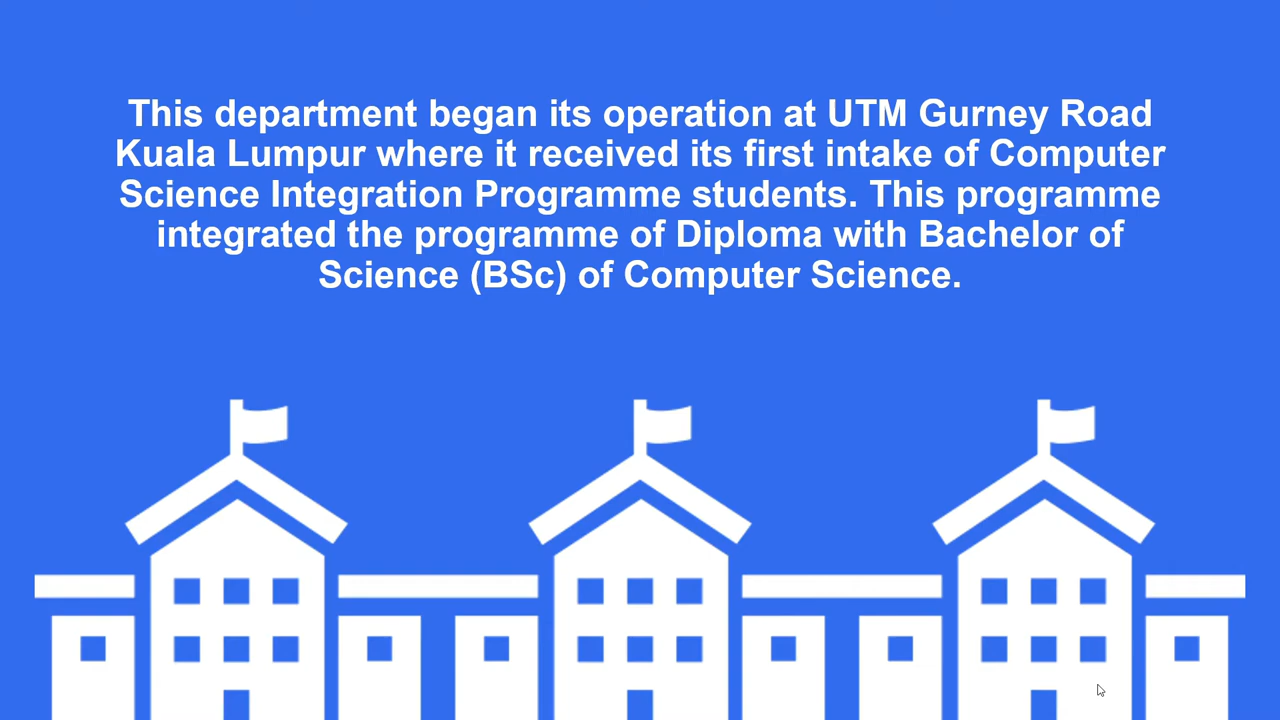 This department began its operation at UTM Gurney Road
Kuala Lumpur where it received its first intake of Computer
Science Integration Programme students. This programme
integrated the programme of Diploma with Bachelor of
Science (BSc) of Computer Science.